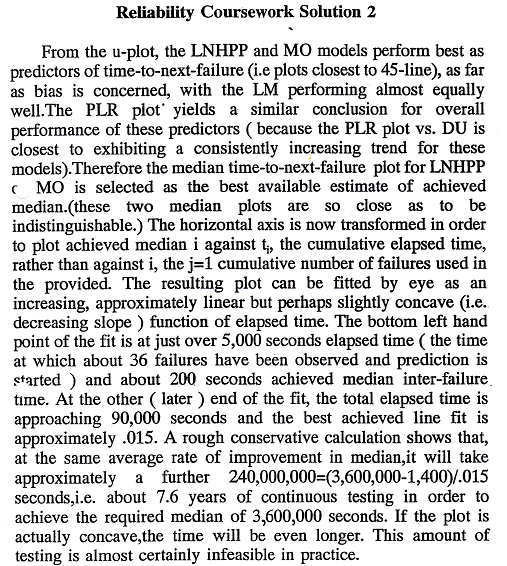 Reliability Coursework Solution 2
From the u-plot, the LNHPP and MO models perform best as
predictors of time-to-next-failure (i.e plots closest to 45-line), as far
as bias is concerned, with the LM performing almost equally
well.The PLR plot yields a similar conclusion for overall
performance of these predictors ( because the PLR plot vs. DU is
closest to exhibiting a consistently increasing trend for these
models).Therefore the median time-to-next-failure plot for LNHPP
( MO is selected as the best available estimate of achieved
median.(these two median plots are so close as to be
indistinguishable.) The horizontal axis is now transformed in order
to plot achieved median i against tᵢ, the cumulative elapsed time,
rather than against i, the j=1 cumulative number of failures used in
the provided. The resulting plot can be fitted by eye as an
increasing, approximately linear but perhaps slightly concave (i.e.
decreasing slope ) function of elapsed time. The bottom left hand
point of the fit is at just over 5,000 seconds elapsed time ( the time
at which about 36 failures have been observed and prediction is
started ) and about 200 seconds achieved median inter-failure
time. At the other ( later ) end of the fit, the total elapsed time is
approaching 90,000 seconds and the best achieved line fit is
approximately .015. A rough conservative calculation shows that,
at the same average rate of improvement in median,it will take
approximately a further 240,000,000=(3,600,000-1,400)/.015
seconds,i.e. about 7.6 years of continuous testing in order to
achieve the required median of 3,600,000 seconds. If the plot is
actually concave,the time will be even longer. This amount of
testing is almost certainly infeasible in practice.